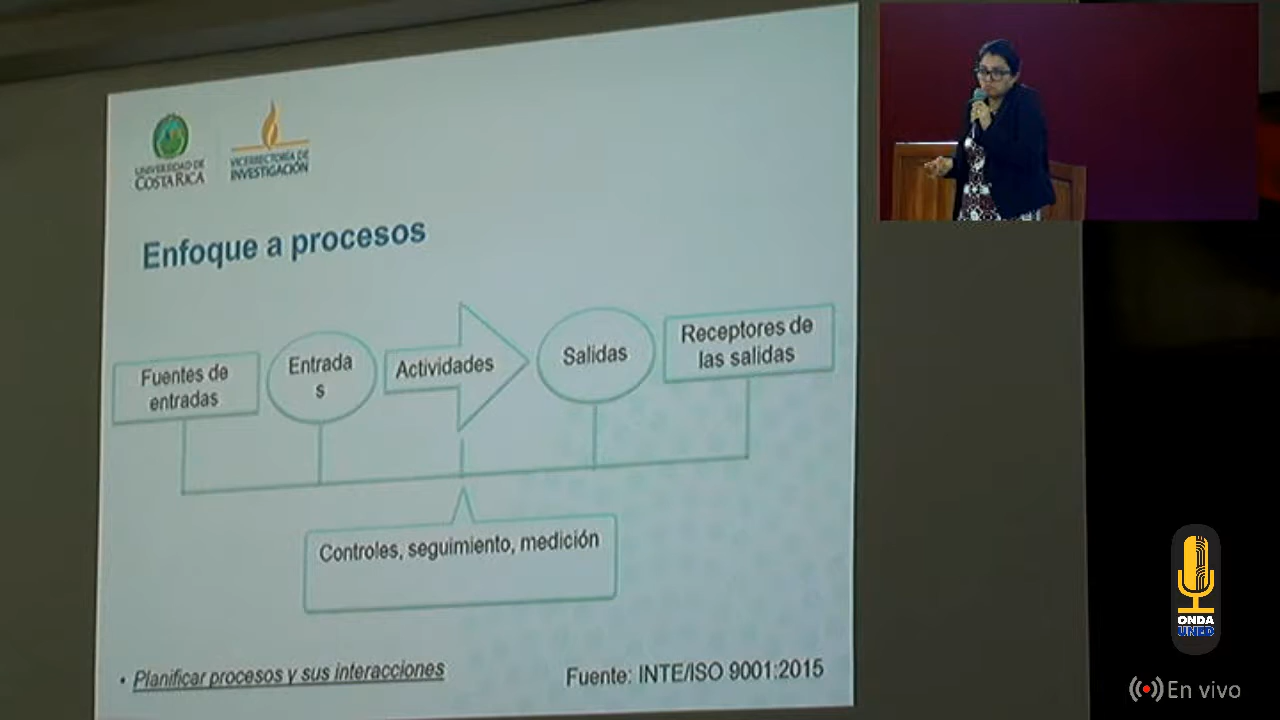 UNIVERSIDAD DE
COSTA RICA
VICERRECTORÍA DE
INVESTIGACIÓN
Enfoque a procesos
Fuentes de
entradas
Entrada
s
Actividades
Salidas
Receptores de
las salidas
Controles, seguimiento, medición
• Planificar procesos y sus interacciones
Fuente: INTE/ISO 9001:2015
ONDA
UNED
En vivo